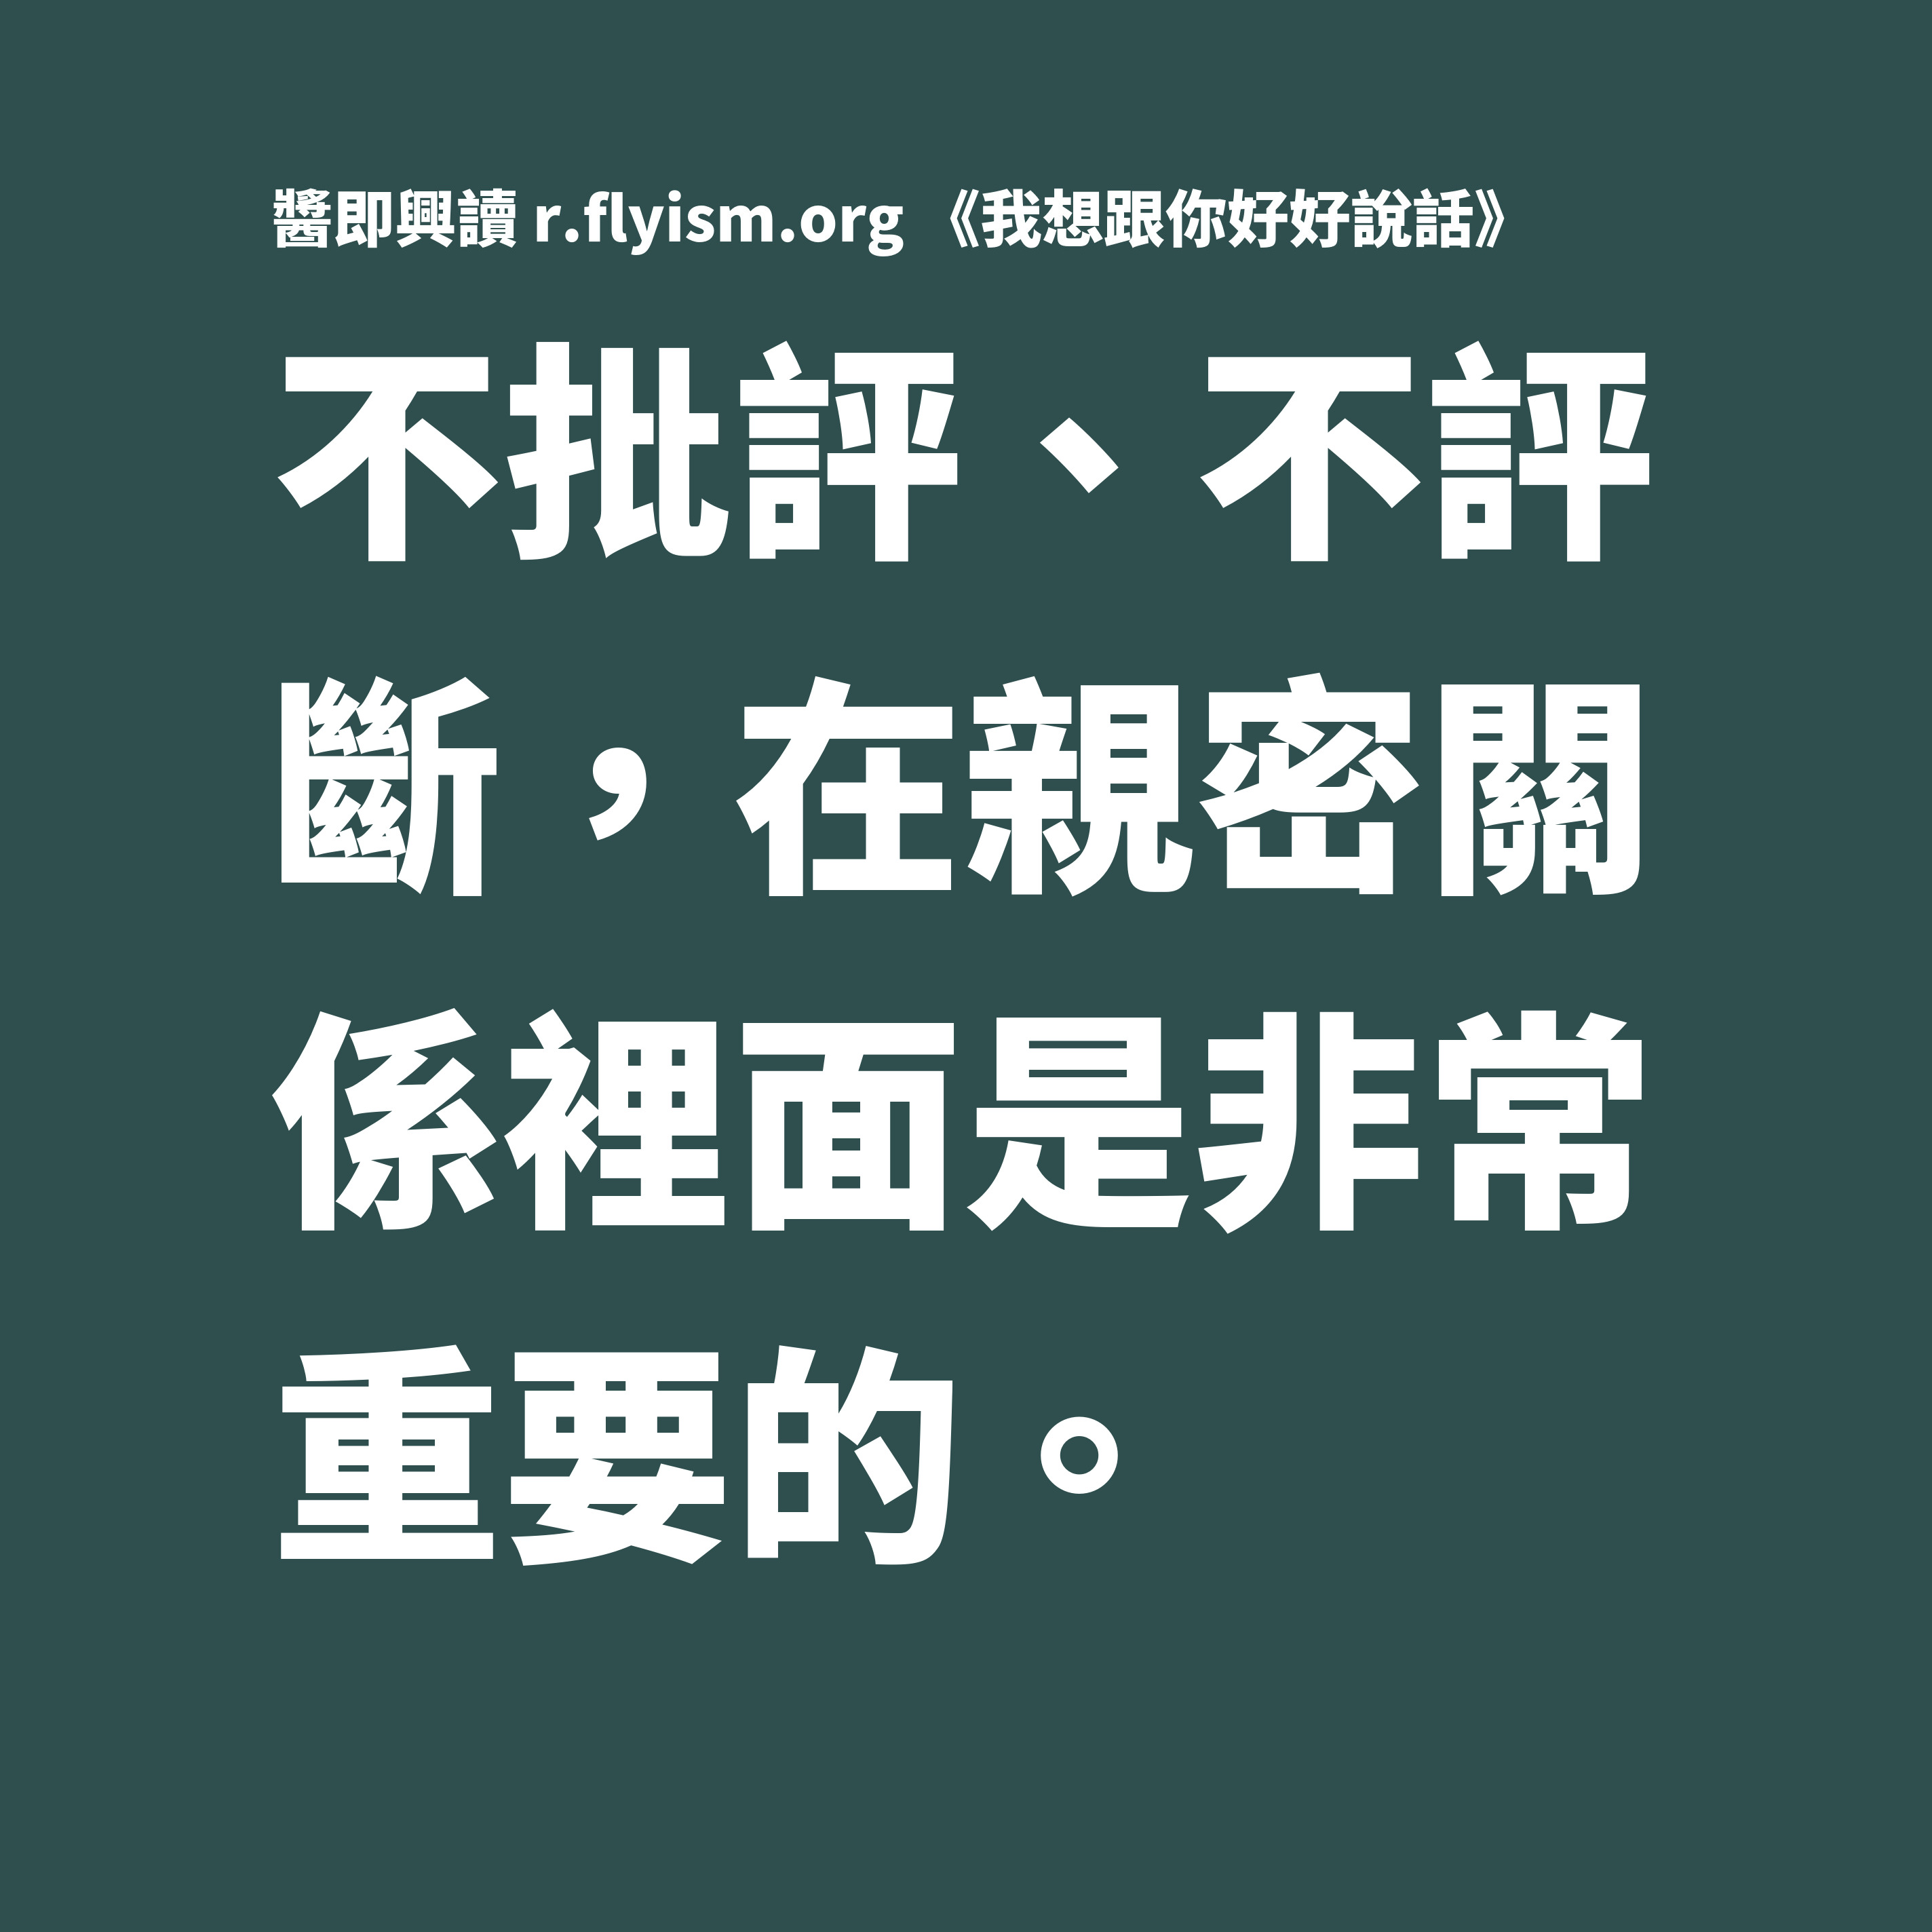 馨即興讀 r.flyism.org 《我想跟你好好說話》
不批評、不評
斷，在親密關
係裡面是非常
重要的。